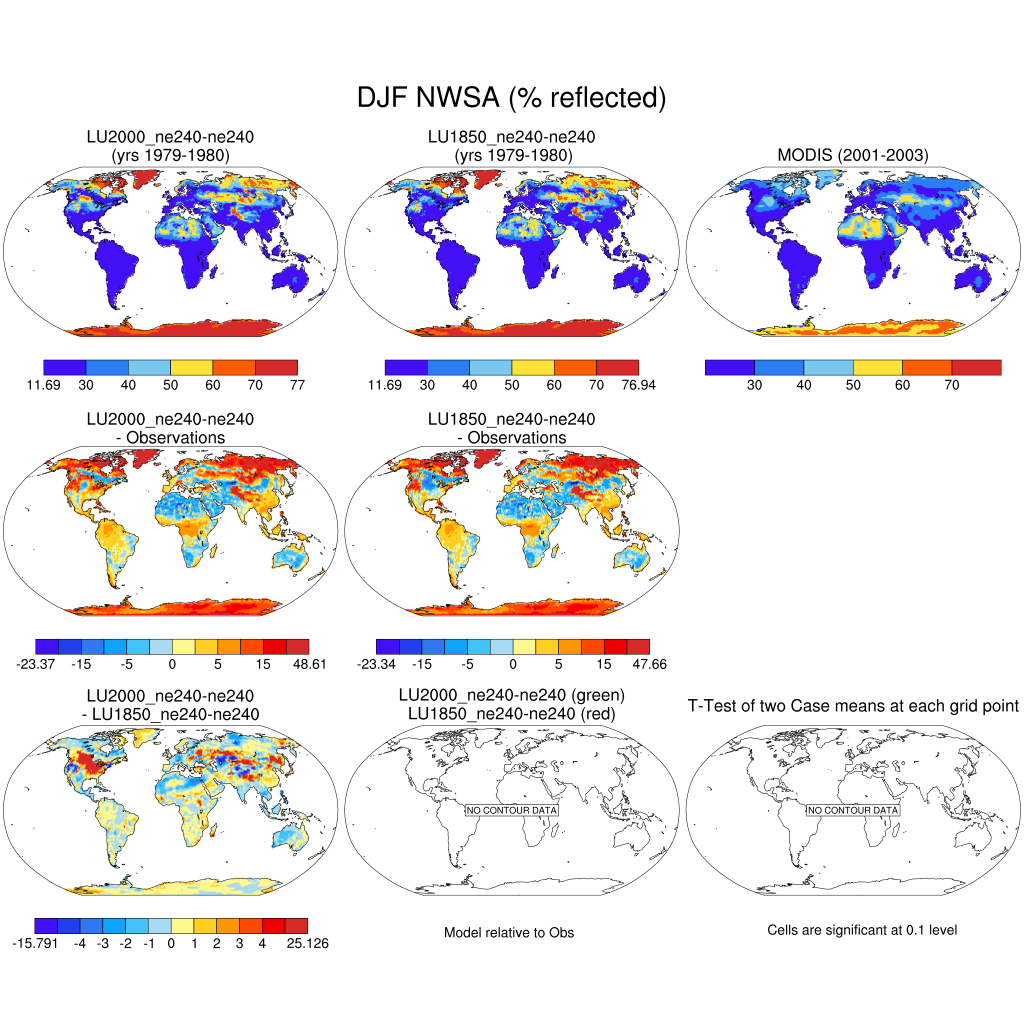 DJF NWSA (% reflected)
LU2000_ne240-ne240
(yrs 1979-1980)
LU1850_ne240-ne240
(yrs 1979-1980)
MODIS (2001-2003)
11.69 30 40 50 60 70 77
11.69 30 40 50 60 70 76.94
30 40 50 60 70
LU2000_ne240-ne240
- Observations
LU1850_ne240-ne240
- Observations
-23.37 -15 -5 0 5 15 48.61
-23.34 -15 -5 0 5 15 47.66
LU2000_ne240-ne240
- LU1850_ne240-ne240
LU2000_ne240-ne240 (green)
LU1850_ne240-ne240 (red)
T-Test of two Case means at each grid point
NO CONTOUR DATA
NO CONTOUR DATA
-15.791 -4 -3 -2 -1 0 1 2 3 4 25.126
Model relative to Obs
Cells are significant at 0.1 level